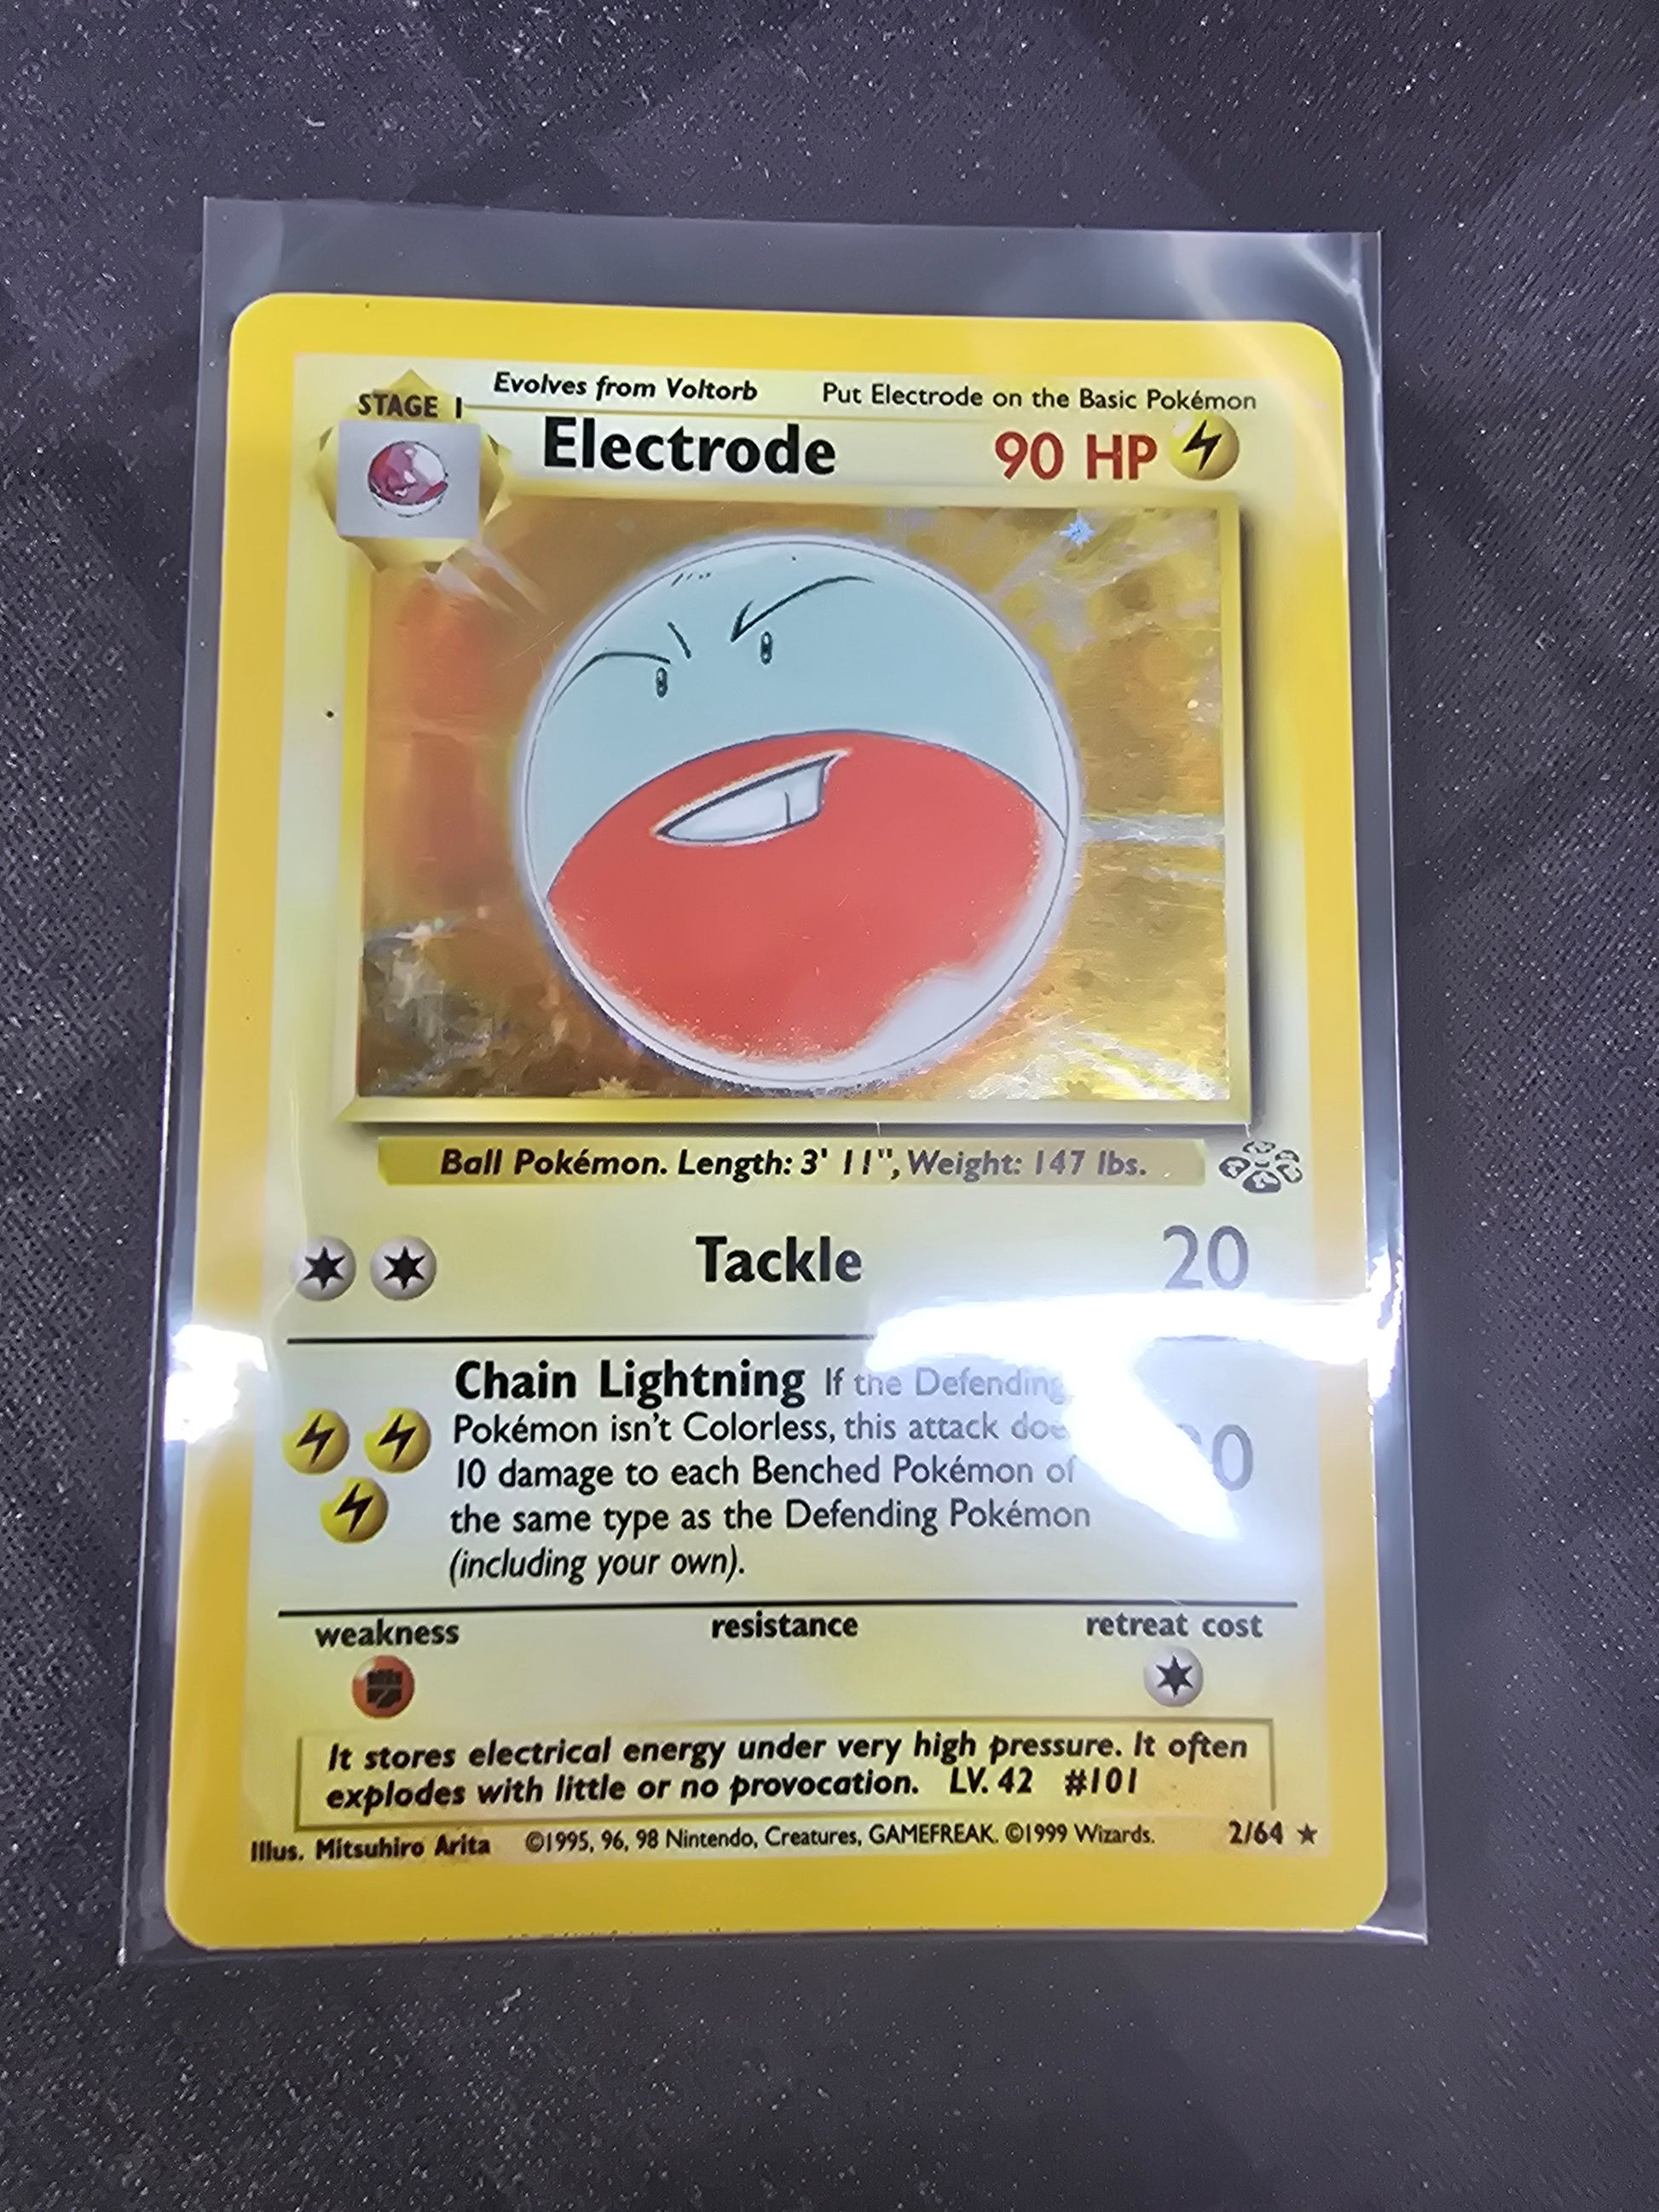 Evolves from Voltorb Put Electrode on the Basic Pokémon
STAGE 1
Electrode 90 HP
Ball Pokémon. Length: 3' 11", Weight: 147 lbs.
Tackle 20
Chain Lightning If the Defending
Pokémon isn't Colorless, this attack
10 damage to each Benched Pokémon of
the same type as the Defending Pokémon
(including your own).
weakness resistance retreat cost
It stores electrical energy under very high pressure. It often
explodes with little or no provocation. LV. 42 #101
Illus. Mitsuhiro Arita ©1995, 96, 98 Nintendo, Creatures, GAMEFREAK. ©1999 Wizards. 2/64 ★